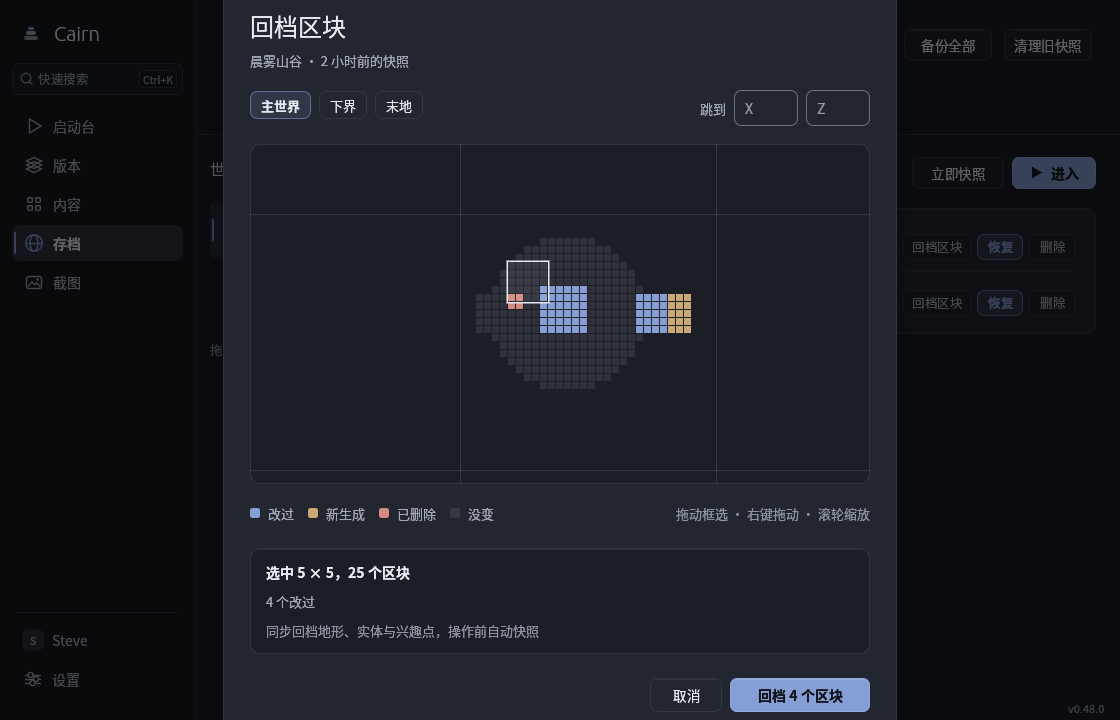 Cairn
快速搜索
Ctrl+K
启动台
版本
内容
存档
截图
S Steve
设置
备份全部
清理旧快照
立即快照
进入
回档区块 恢复 删除
回档区块 恢复 删除
世
拖
回档区块
晨雾山谷 • 2 小时前的快照
主世界 下界 末地
跳到 X Z
改过 新生成 已删除 没变
拖动框选 • 右键拖动 • 滚轮缩放
选中 5 × 5，25 个区块
4 个改过
同步回档地形、实体与兴趣点，操作前自动快照
取消
回档 4 个区块
v0.48.0